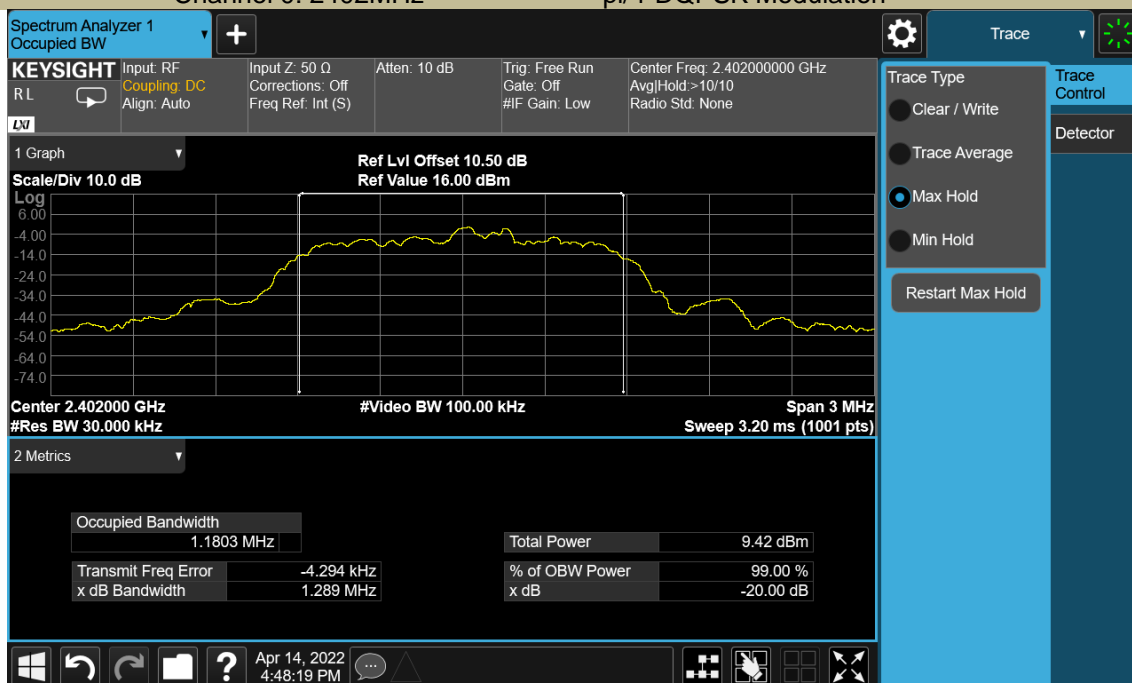 Channel 0: 2402MHz pi/4-DQPSK Modulation
Spectrum Analyzer 1
Occupied BW
+
Trace
KEYSIGHT Input: RF Input Z: 50 Ω Atten: 10 dB Trig: Free Run Center Freq: 2.402000000 GHz
R L Coupling: DC Corrections: Off Gate: Off Avg|Hold:>10/10
Align: Auto Freq Ref: Int (S) #IF Gain: Low Radio Std: None
LXI
Trace Type
Clear / Write
Trace Average
Max Hold
Min Hold
Restart Max Hold
Trace
Control
Detector
1 Graph
Ref Lvl Offset 10.50 dB
Scale/Div 10.0 dB Ref Value 16.00 dBm
Log
6.00
-4.00
-14.0
-24.0
-34.0
-44.0
-54.0
-64.0
-74.0
Center 2.402000 GHz #Video BW 100.00 kHz Span 3 MHz
#Res BW 30.000 kHz Sweep 3.20 ms (1001 pts)
2 Metrics
Occupied Bandwidth
1.1803 MHz
Total Power 9.42 dBm
Transmit Freq Error -4.294 kHz % of OBW Power 99.00 %
x dB Bandwidth 1.289 MHz x dB -20.00 dB
? Apr 14, 2022
4:48:19 PM